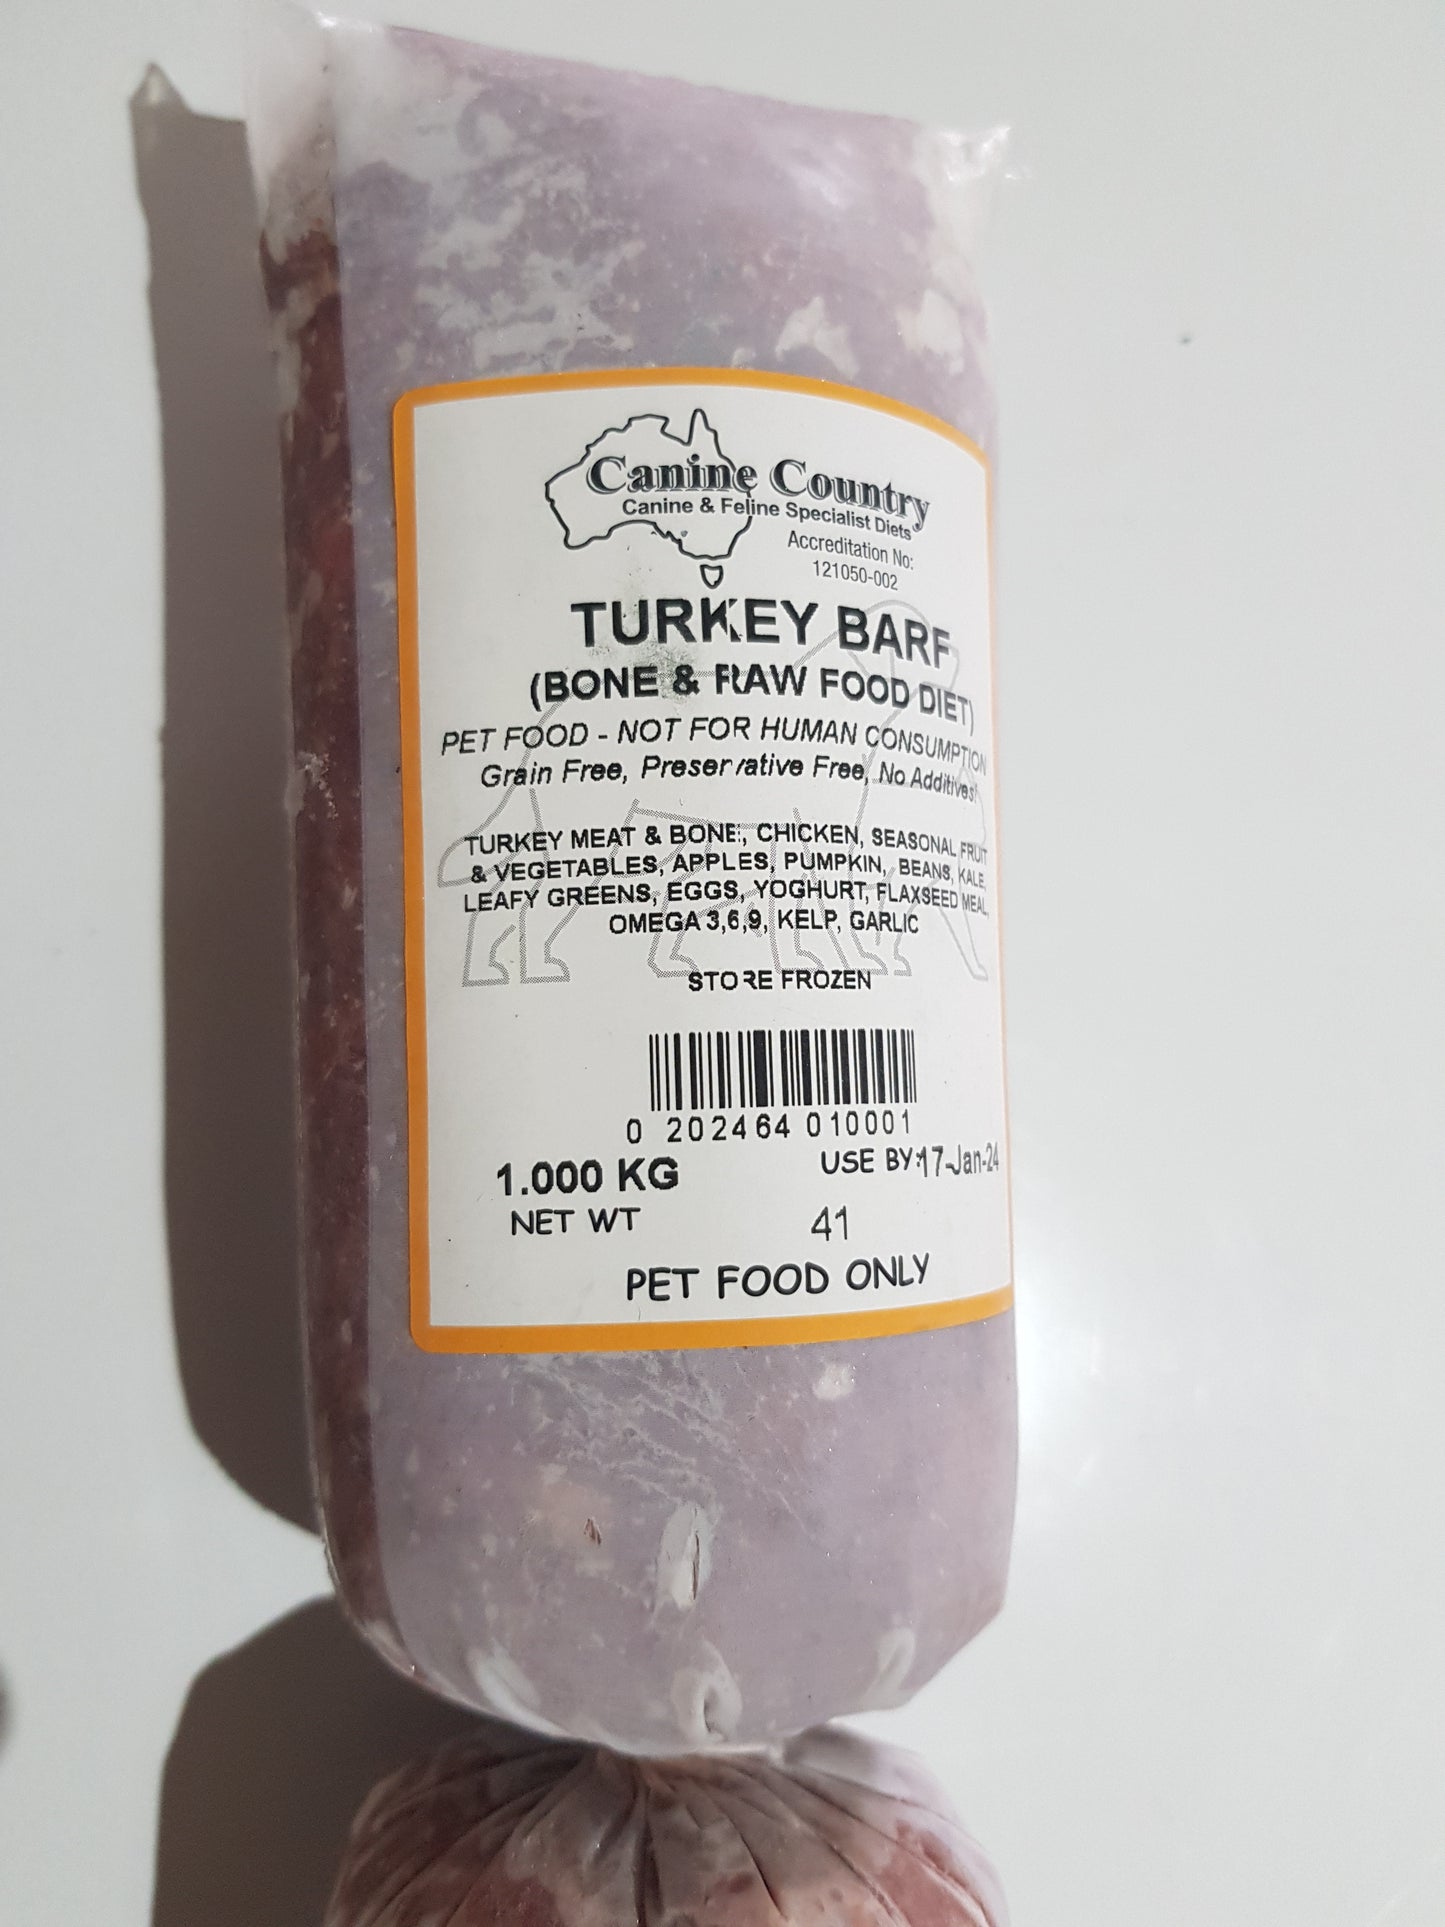 Canine Country
Canine & Feline Specialist Diets
Accreditation No:
121050-002
TURKEY BARF
(BONE & RAW FOOD DIET)
PET FOOD - NOT FOR HUMAN CONSUMPTION
Grain Free, Preservative Free, No Additives
TURKEY MEAT & BONE, CHICKEN, SEASONAL FRUIT
& VEGETABLES, APPLES, PUMPKIN, BEANS, KALE,
LEAFY GREENS, EGGS, YOGHURT, FLAXSEED MEAL,
OMEGA 3,6,9, KELP, GARLIC
STORE FROZEN
0 202464 010001
1.000 KG
USE BY:17-Jan-24
NET WT
41
PET FOOD ONLY